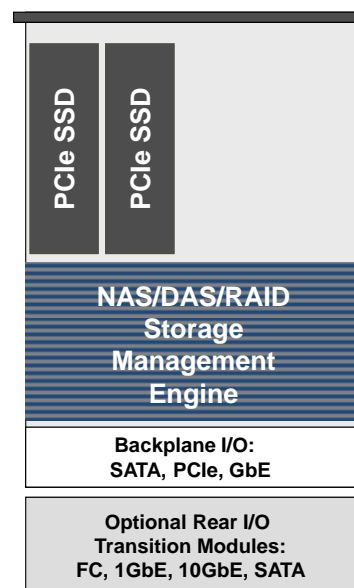 PCIe SSD
PCIe SSD
NAS/DAS/RAID
Storage
Management
Engine
Backplane I/O:
SATA, PCIe, GbE
Optional Rear I/O
Transition Modules:
FC, 1GbE, 10GbE, SATA